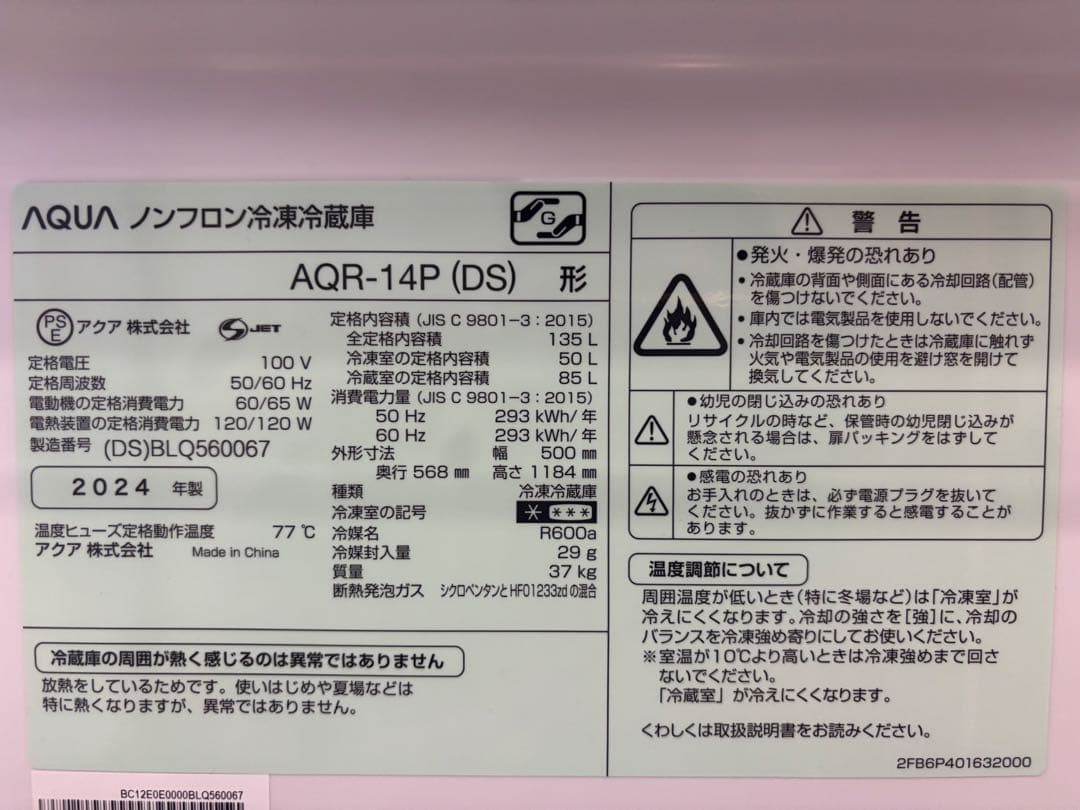 AQUA ノンフロン冷凍冷蔵庫
G
AQR-14P (DS) 形
PSE アクア 株式会社 S JET
定格電圧 100 V
定格周波数 50/60 Hz
電動機の定格消費電力 60/65 W
電熱装置の定格消費電力 120/120 W
製造番号 (DS)BLQ560067
2024 年製
温度ヒューズ定格動作温度 77 ℃
アクア 株式会社 Made in China
定格内容積 (JIS C 9801-3 : 2015)
全定格内容積 135 L
冷凍室の定格内容積 50 L
冷蔵室の定格内容積 85 L
消費電力量 (JIS C 9801-3 : 2015)
50 Hz 293 kWh/年
60 Hz 293 kWh/年
外形寸法 幅 500 ㎜
奥行 568 ㎜ 高さ 1184 ㎜
種類 冷凍冷蔵庫
冷凍室の記号 * ***
冷媒名 R600a
冷媒封入量 29 g
質量 37 kg
断熱発泡ガス シクロペンタンとHFO1233zdの混合
冷蔵庫の周囲が熱く感じるのは異常ではありません
放熱をしているためです。使いはじめや夏場などは
特に熱くなりますが、異常ではありません。
BC12E0E0000BLQ560067
警告
●発火・爆発の恐れあり
・冷蔵庫の背面や側面にある冷却回路(配管)
を傷つけないでください。
・庫内では電気製品を使用しないでください。
・冷却回路を傷つけたときは冷蔵庫に触れず
火気や電気製品の使用を避け窓を開けて
換気してください。
●幼児の閉じ込みの恐れあり
リサイクルの時など、保管時の幼児閉じ込みが
懸念される場合は、扉パッキングをはずして
ください。
●感電の恐れあり
お手入れのときは、必ず電源プラグを抜いて
ください。抜かずに作業すると感電することが
あります。
温度調節について
周囲温度が低いとき(特に冬場など)は「冷凍室」が
冷えにくくなります。冷却の強さを[強]に、冷却の
バランスを冷凍強め寄りにしてお使いください。
※室温が10℃より高いときは冷凍強めまで回さ
ないでください。
「冷蔵室」が冷えにくくなります。
くわしくは取扱説明書をお読みください。
2FB6P401632000